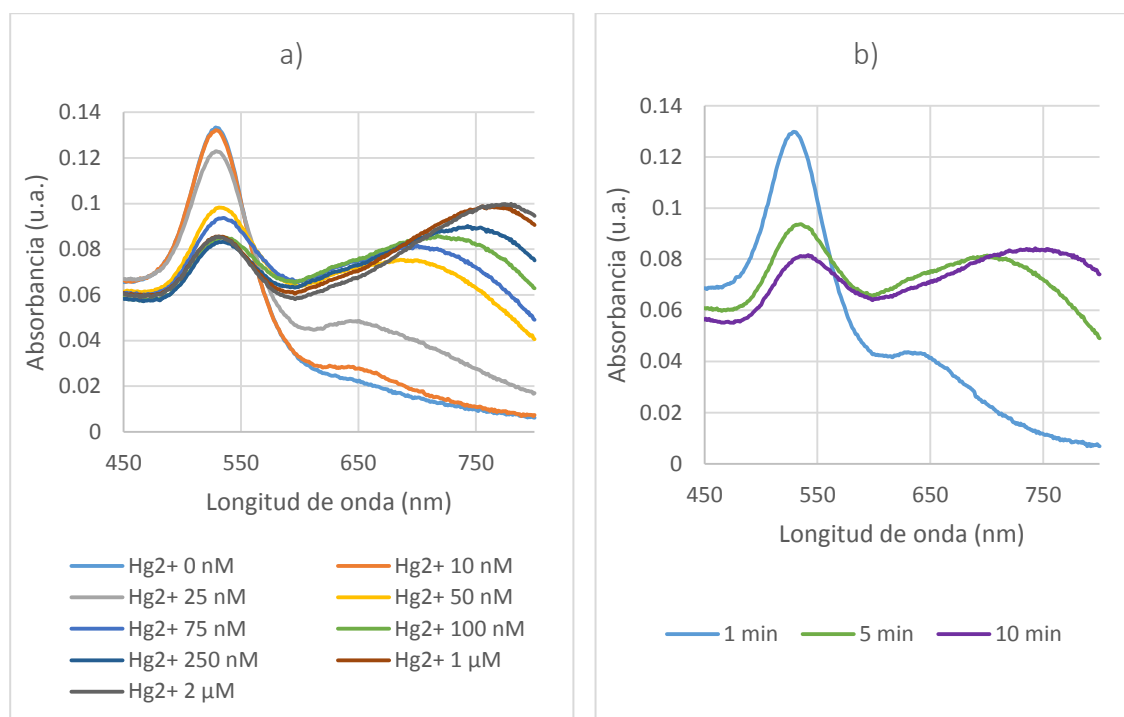 a)
0.14
0.12
0.1
0.08
0.06
0.04
0.02
0
Absorbancia (u.a.)
450 550 650 750
Longitud de onda (nm)
Hg2+ 0 nM Hg2+ 10 nM
Hg2+ 25 nM Hg2+ 50 nM
Hg2+ 75 nM Hg2+ 100 nM
Hg2+ 250 nM Hg2+ 1 µM
Hg2+ 2 µM
b)
0.14
0.12
0.1
0.08
0.06
0.04
0.02
0
Absorbancia (u.a.)
450 550 650 750
Longitud de onda (nm)
1 min 5 min 10 min